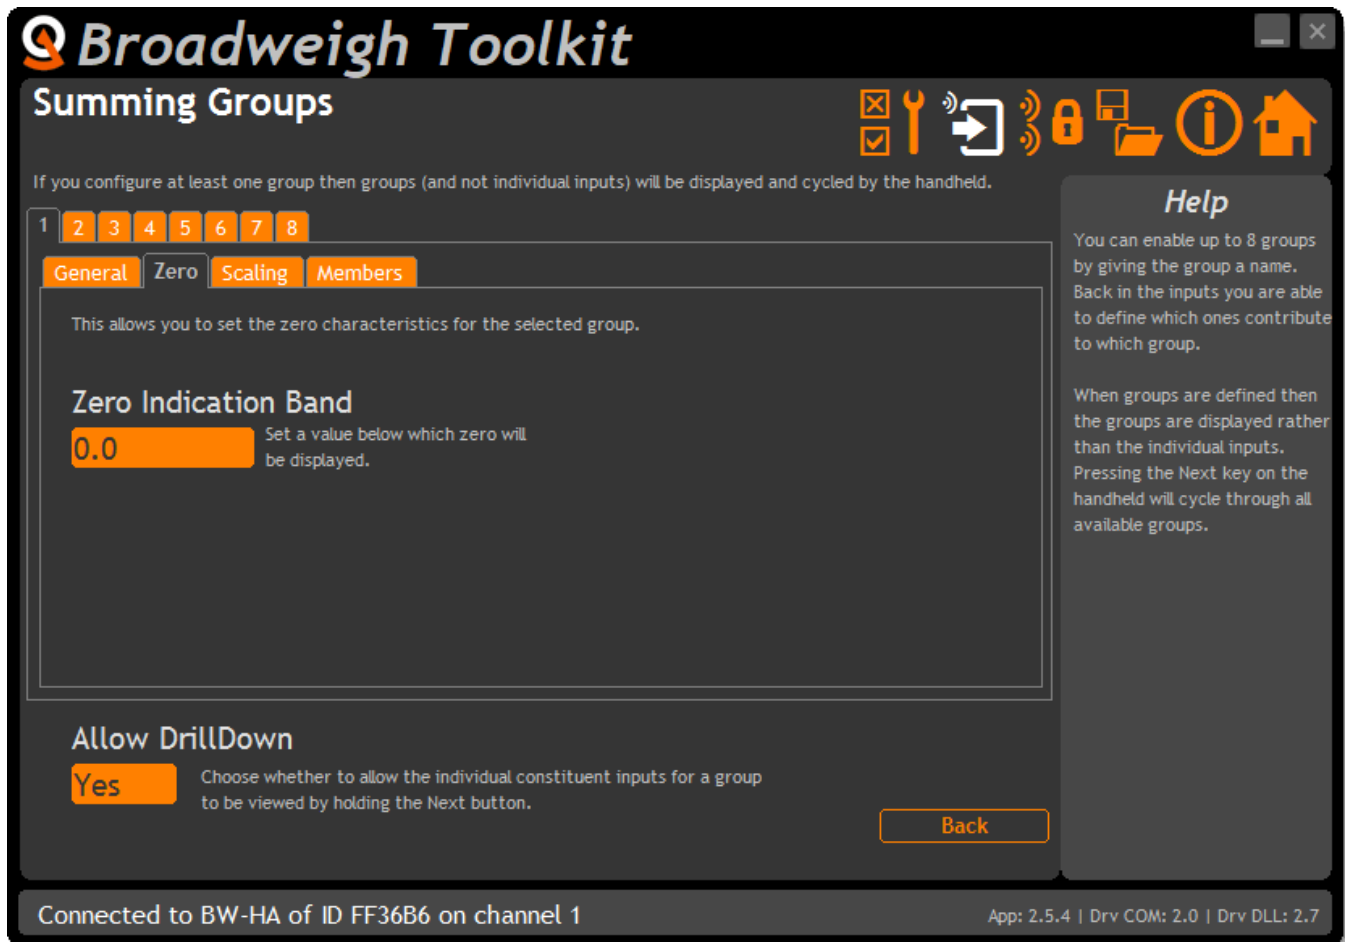 Broadweigh Toolkit
Summing Groups
If you configure at least one group then groups (and not individual inputs) will be displayed and cycled by the handheld.
1 2 3 4 5 6 7 8
General Zero Scaling Members
This allows you to set the zero characteristics for the selected group.
Zero Indication Band
0.0
Set a value below which zero will
be displayed.
Allow DrillDown
Yes
Choose whether to allow the individual constituent inputs for a group
to be viewed by holding the Next button.
Back
Help
You can enable up to 8 groups
by giving the group a name.
Back in the inputs you are able
to define which ones contribute
to which group.
When groups are defined then
the groups are displayed rather
than the individual inputs.
Pressing the Next key on the
handheld will cycle through all
available groups.
Connected to BW-HA of ID FF36B6 on channel 1
App: 2.5.4 | Drv COM: 2.0 | Drv DLL: 2.7